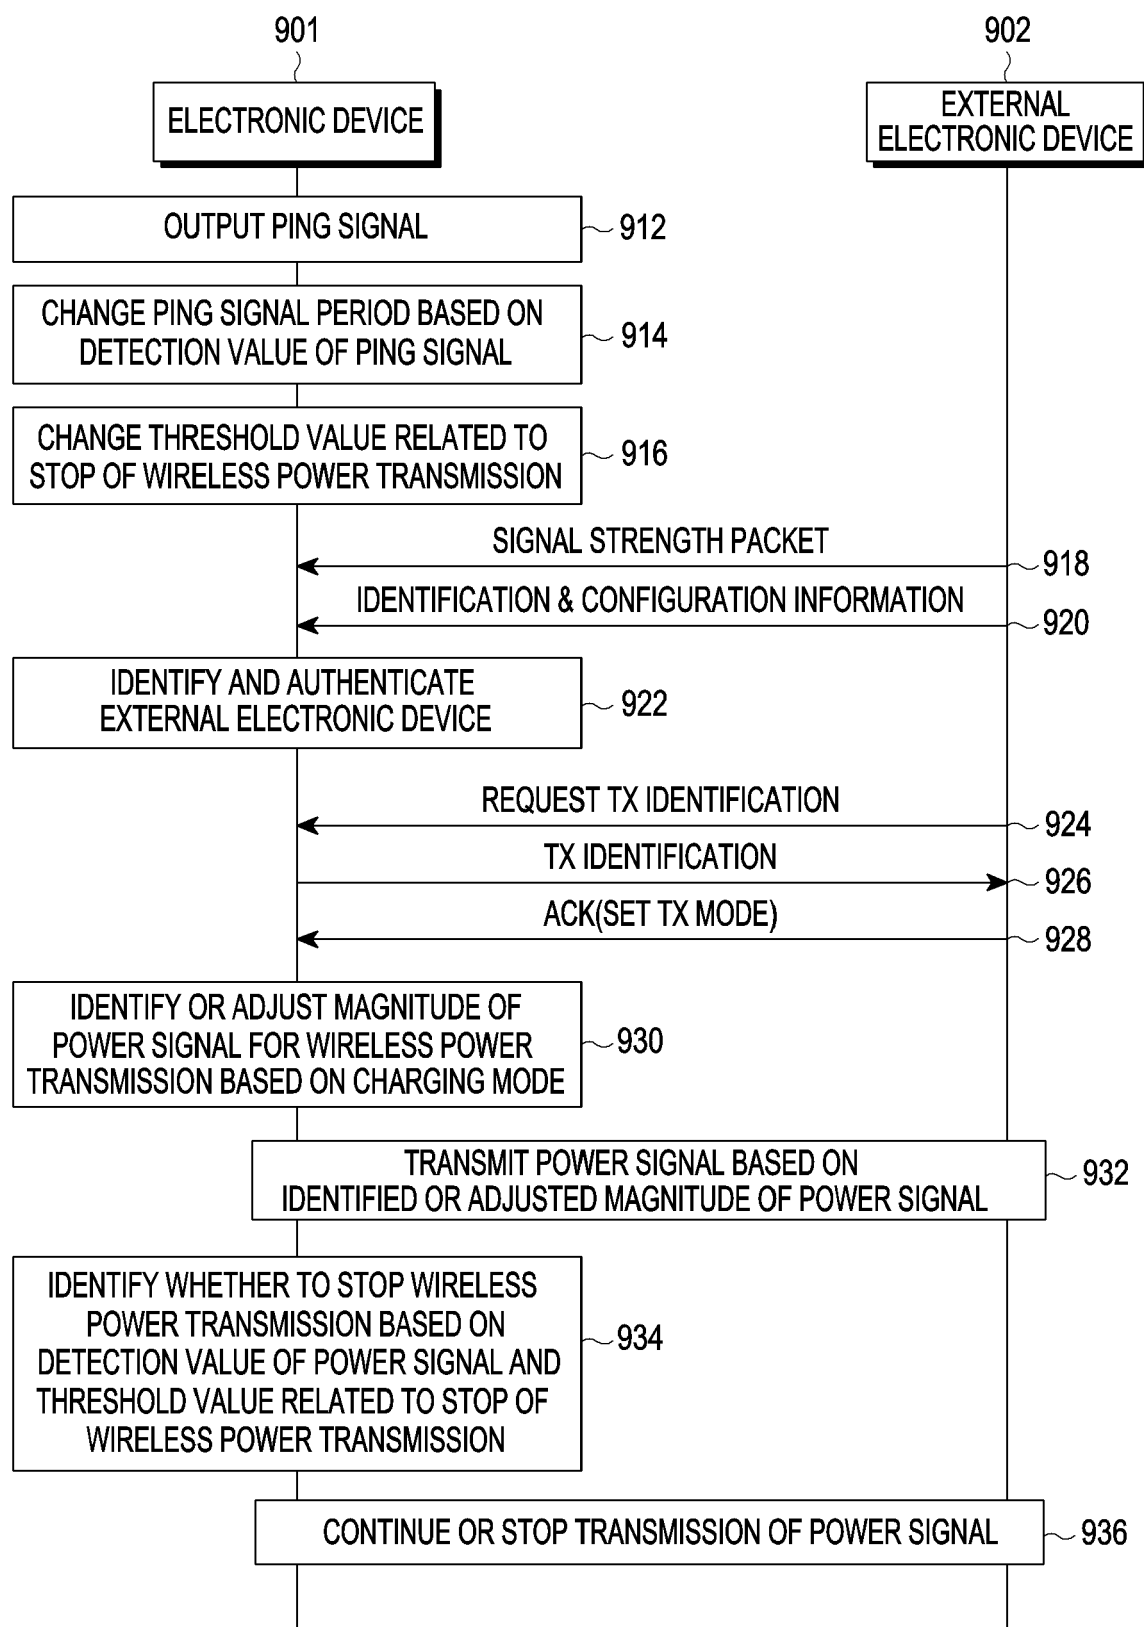 901
902
ELECTRONIC DEVICE
EXTERNAL
ELECTRONIC DEVICE
OUTPUT PING SIGNAL
912
CHANGE PING SIGNAL PERIOD BASED ON
DETECTION VALUE OF PING SIGNAL
914
CHANGE THRESHOLD VALUE RELATED TO
STOP OF WIRELESS POWER TRANSMISSION
916
SIGNAL STRENGTH PACKET
918
IDENTIFICATION & CONFIGURATION INFORMATION
920
IDENTIFY AND AUTHENTICATE
EXTERNAL ELECTRONIC DEVICE
922
REQUEST TX IDENTIFICATION
924
TX IDENTIFICATION
926
ACK(SET TX MODE)
928
IDENTIFY OR ADJUST MAGNITUDE OF
POWER SIGNAL FOR WIRELESS POWER
TRANSMISSION BASED ON CHARGING MODE
930
TRANSMIT POWER SIGNAL BASED ON
IDENTIFIED OR ADJUSTED MAGNITUDE OF POWER SIGNAL
932
IDENTIFY WHETHER TO STOP WIRELESS
POWER TRANSMISSION BASED ON
DETECTION VALUE OF POWER SIGNAL AND
THRESHOLD VALUE RELATED TO STOP OF
WIRELESS POWER TRANSMISSION
934
CONTINUE OR STOP TRANSMISSION OF POWER SIGNAL
936